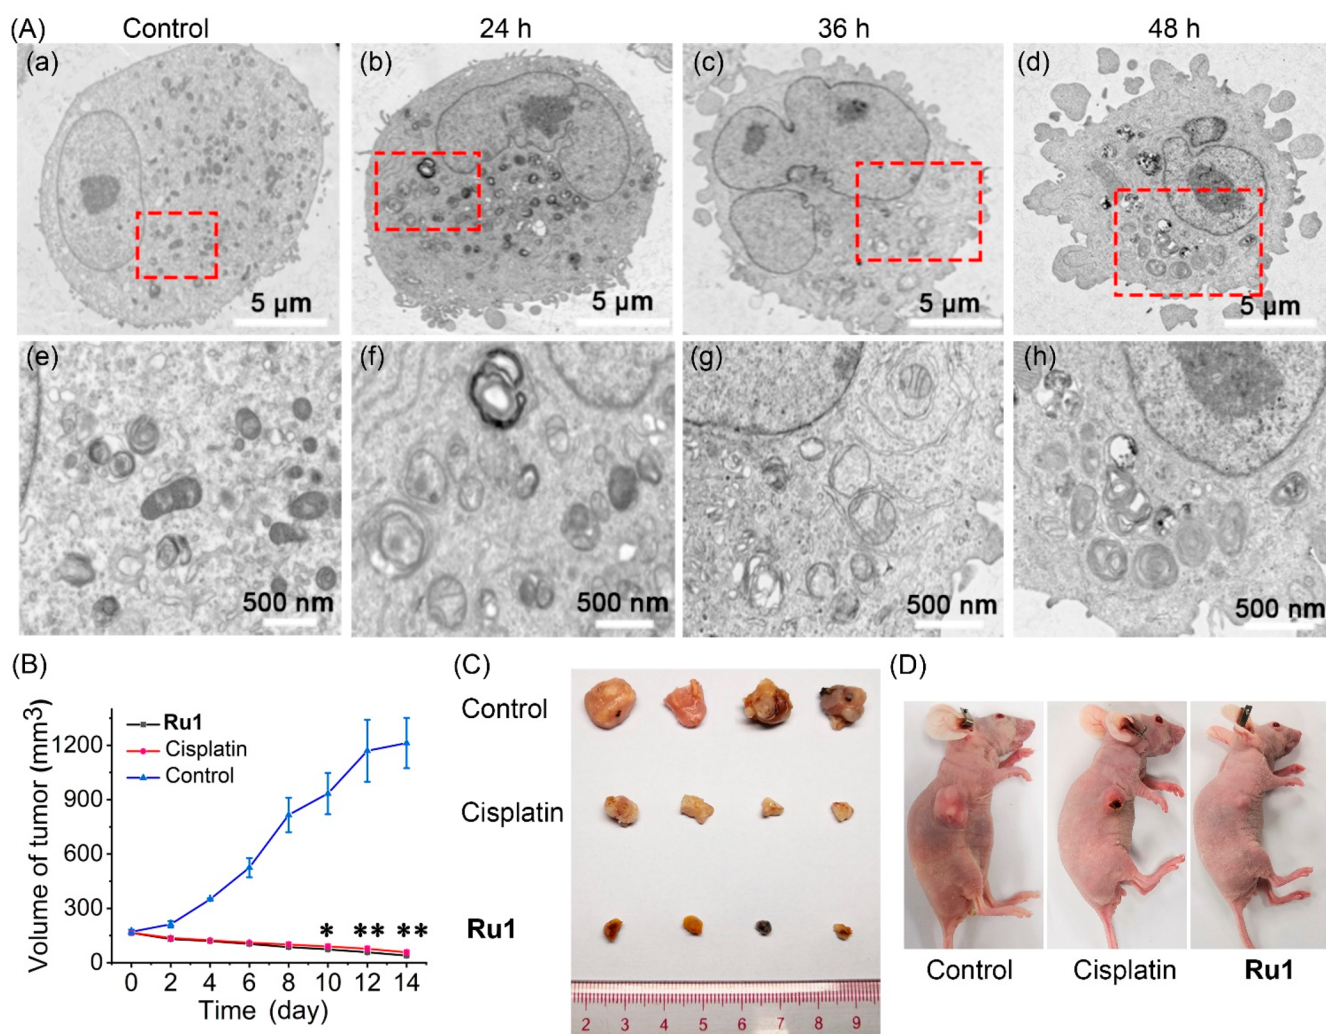 (A) Control 24 h 36 h 48 h
(a) (b) (c) (d)
5 µm 5 µm 5 µm 5 µm
(e) (f) (g) (h)
500 nm 500 nm 500 nm 500 nm
(B)
Volume of tumor (mm3)
Ru1
Cisplatin
Control
1200
900
600
300
0
* ** **
0 2 4 6 8 10 12 14
Time (day)
(C)
Control
Cisplatin
Ru1
2 3 4 5 6 7 8 9
(D)
Control Cisplatin Ru1